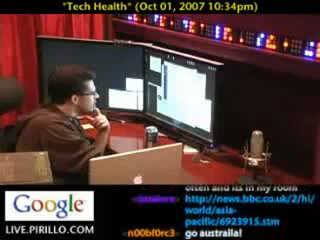 *Tech Health* (Oct 01, 2007 10:34pm)
often and its in my room
http://news.bbc.co.uk/2/hi/
world/asia-
pacific/6923915.stm
Google
LIVE.PIRILLO.COM
<n00bf0rc3> go australia!